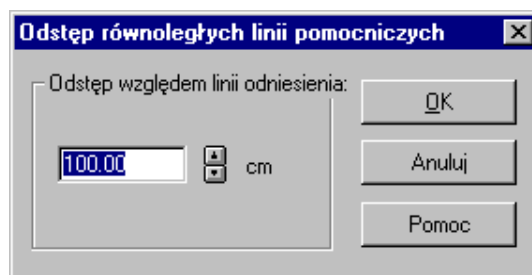 Odstęp równoległych linii pomocniczych
Odstęp względem linii odniesienia:
100.00 cm
OK
Anuluj
Pomoc